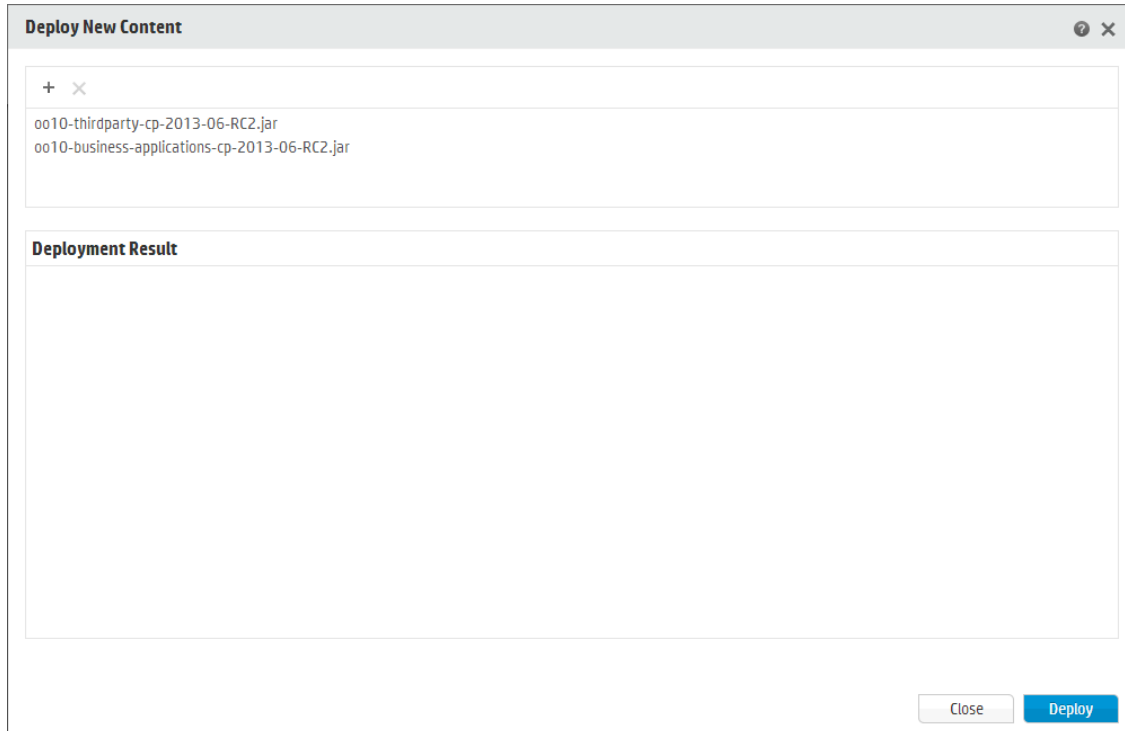 Deploy New Content
oo10-thirdparty-cp-2013-06-RC2.jar
oo10-business-applications-cp-2013-06-RC2.jar
Deployment Result
Close Deploy